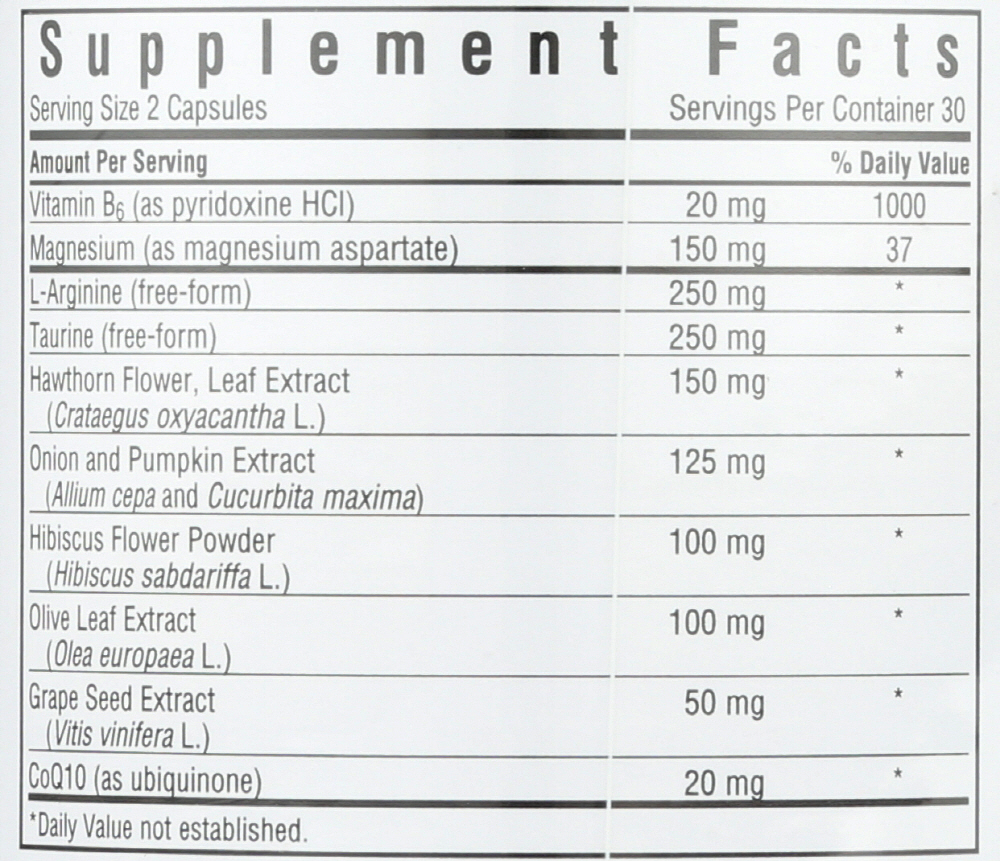 Supplement Facts
Serving Size 2 Capsules Servings Per Container 30
Amount Per Serving % Daily Value
Vitamin B₆ (as pyridoxine HCl) 20 mg 1000
Magnesium (as magnesium aspartate) 150 mg 37
L-Arginine (free-form) 250 mg *
Taurine (free-form) 250 mg *
Hawthorn Flower, Leaf Extract 150 mg *
(Crataegus oxyacantha L.)
Onion and Pumpkin Extract 125 mg *
(Allium cepa and Cucurbita maxima)
Hibiscus Flower Powder 100 mg *
(Hibiscus sabdariffa L.)
Olive Leaf Extract 100 mg *
(Olea europaea L.)
Grape Seed Extract 50 mg *
(Vitis vinifera L.)
CoQ10 (as ubiquinone) 20 mg *
*Daily Value not established.